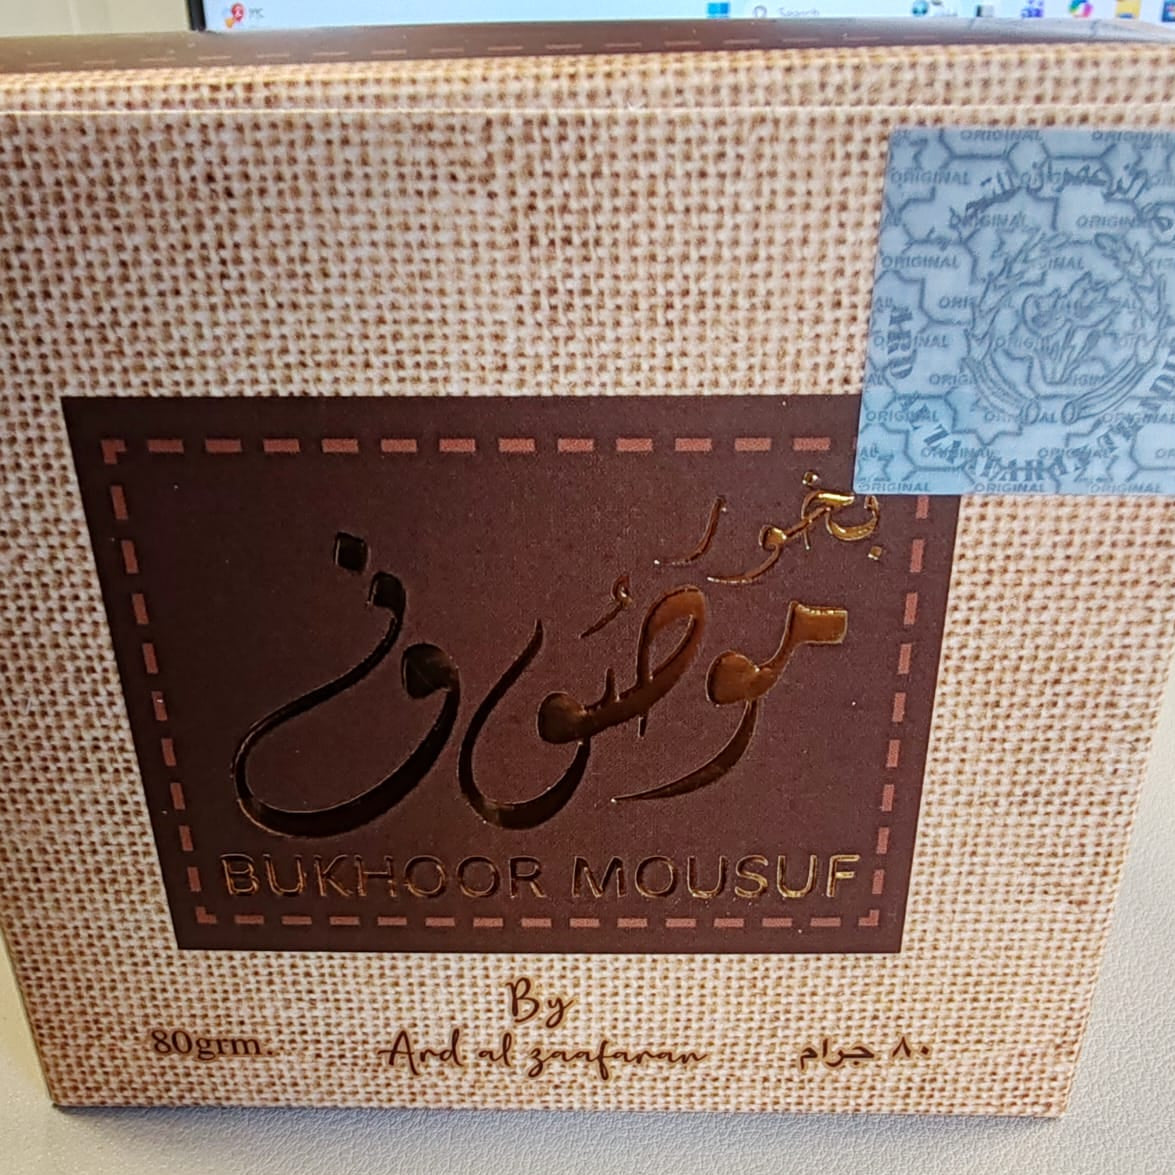 ORIGINAL
بخور
موصوف
BUKHOOR MOUSUF
By
Ard al zaafaran
80grm.
٨٠ جرام